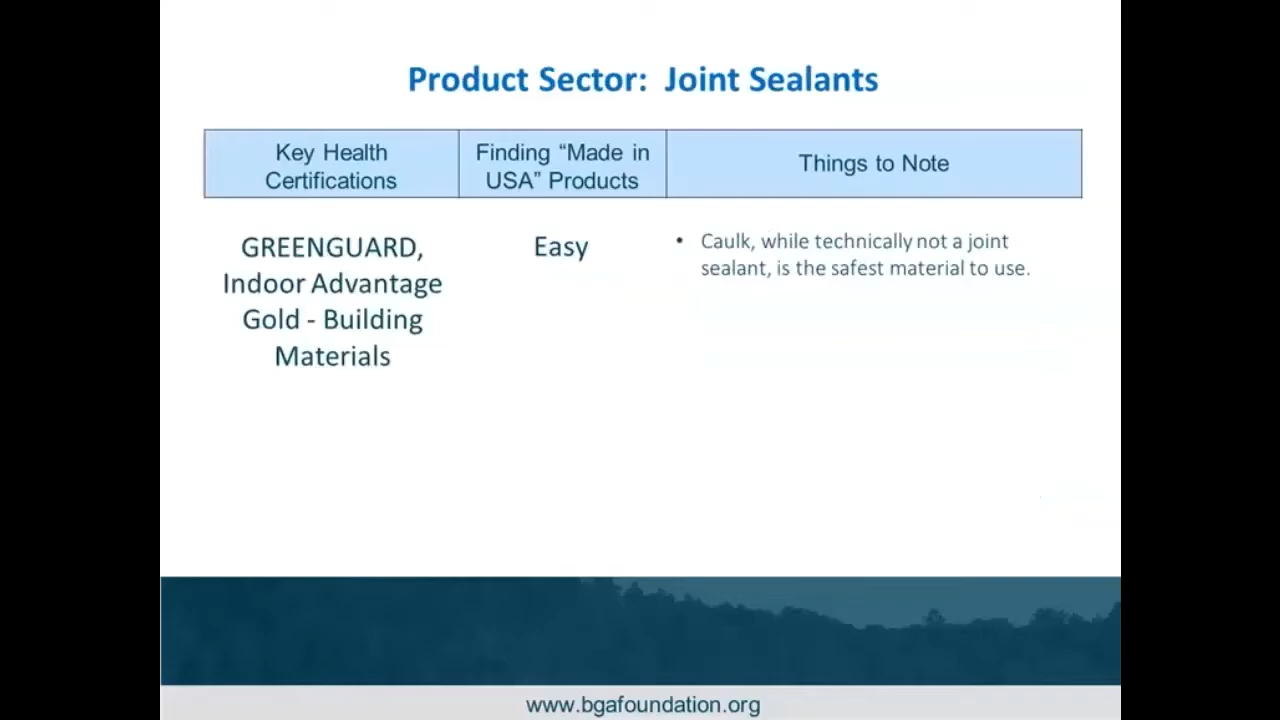 Product Sector: Joint Sealants
Key Health
Certifications
Finding “Made in
USA” Products
Things to Note
GREENGUARD,
Indoor Advantage
Gold - Building
Materials
Easy
• Caulk, while technically not a joint
sealant, is the safest material to use.
www.bgafoundation.org